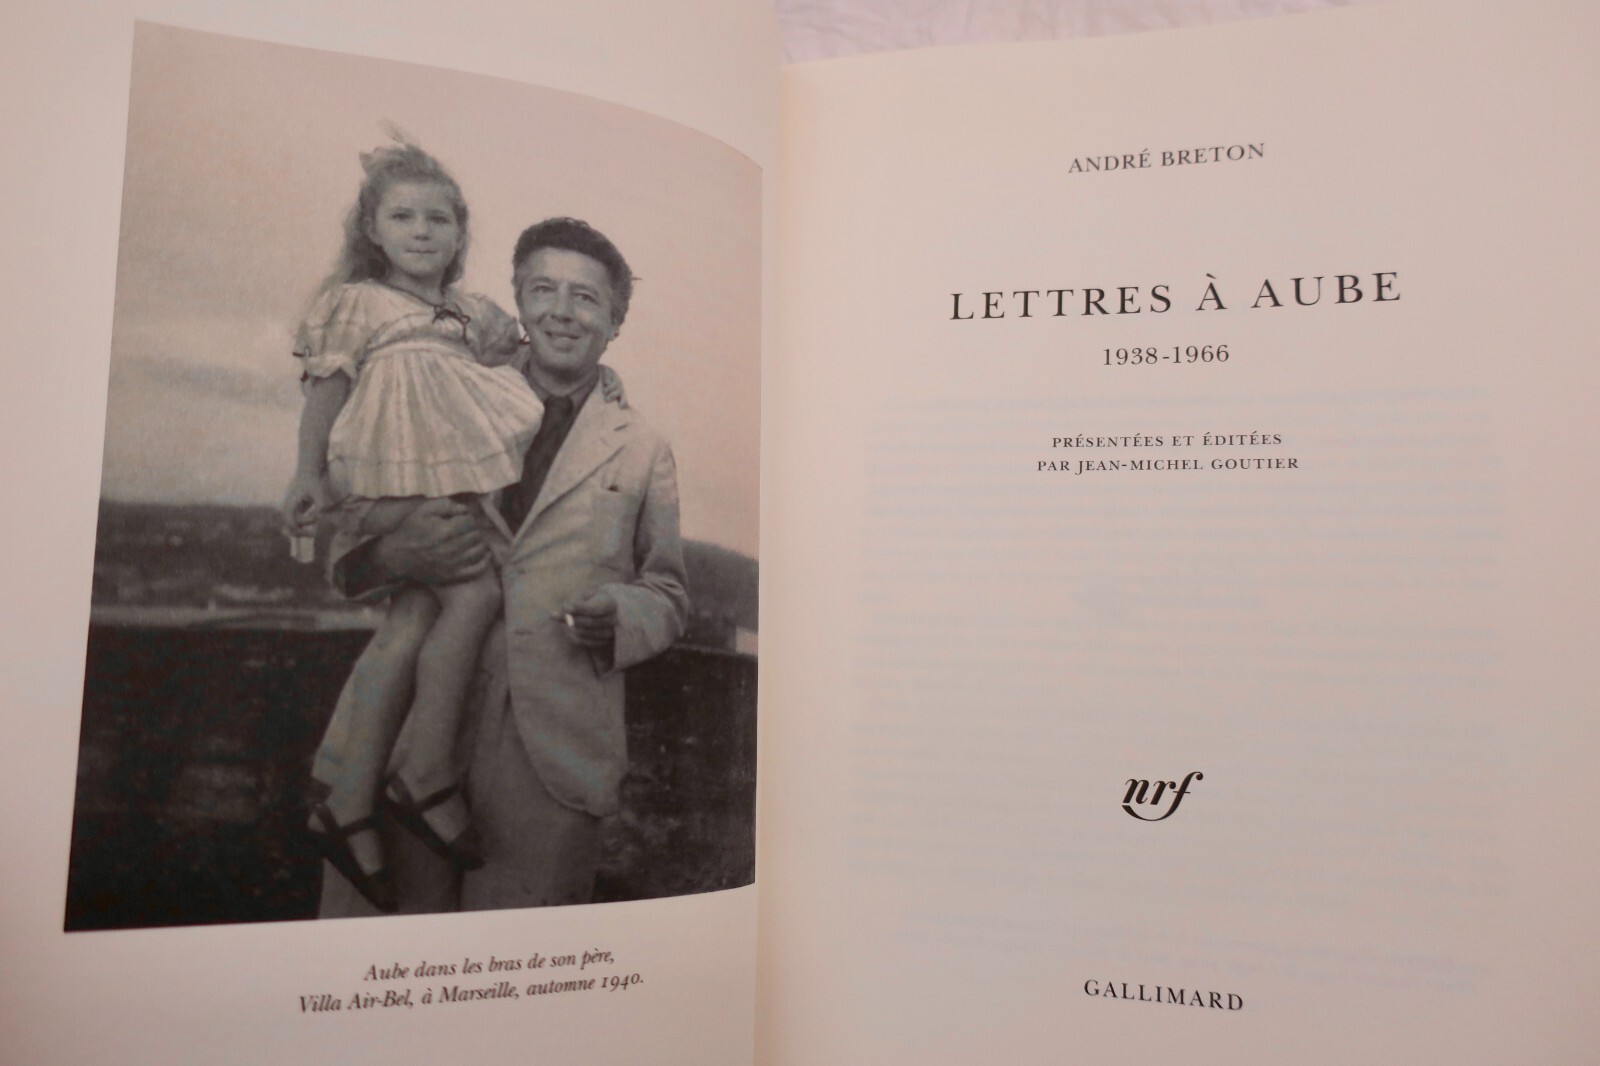 Aube dans les bras de son père,
Villa Air-Bel, à Marseille, automne 1940.
ANDRÉ BRETON
LETTRES À AUBE
1938-1966
PRÉSENTÉES ET ÉDITÉES
PAR JEAN-MICHEL GOUTIER
nrf
GALLIMARD